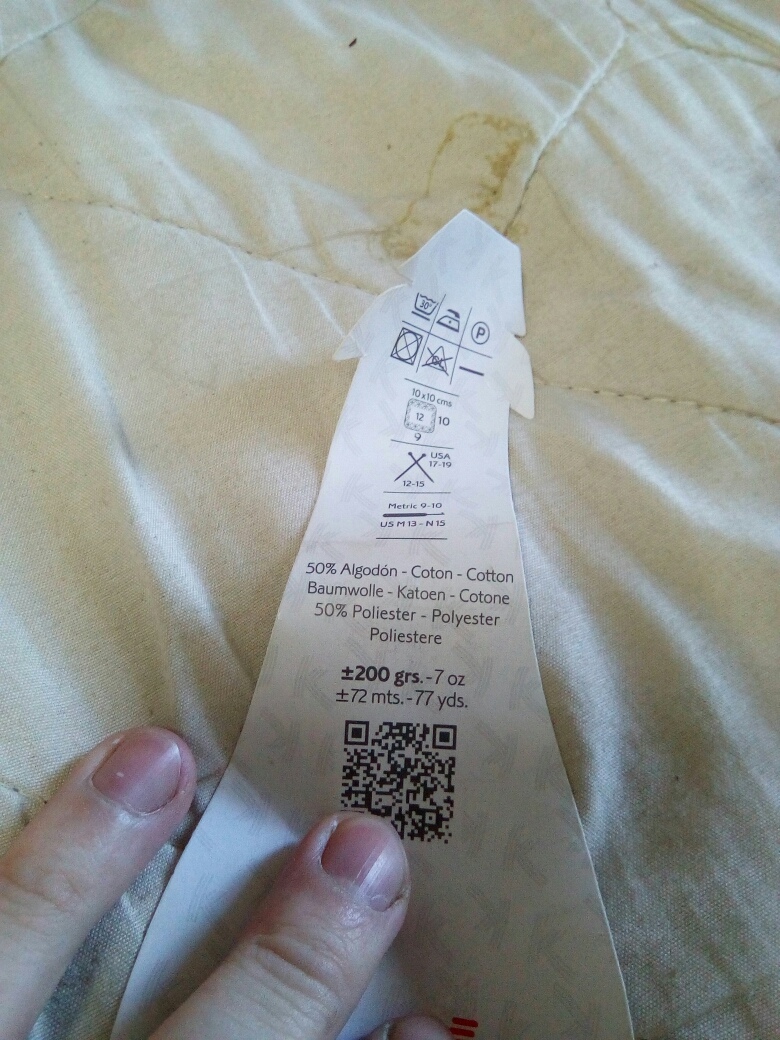 30°
P
CL
10x10 cms
12
10
9
USA
17-19
12-15
Metric 9-10
US M 13 - N 15
50% Algodón - Coton - Cotton
Baumwolle - Katoen - Cotone
50% Poliester - Polyester
Poliestere
±200 grs.-7 oz
±72 mts.-77 yds.